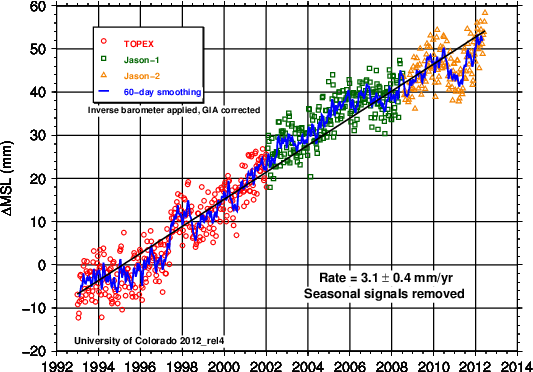 60
50
40
30
20
10
0
−10
−20
ΔMSL (mm)
TOPEX
Jason−1
Jason−2
60−day smoothing
Inverse barometer applied, GIA corrected
Rate = 3.1 ± 0.4 mm/yr
Seasonal signals removed
University of Colorado 2012_rel4
1992 1994 1996 1998 2000 2002 2004 2006 2008 2010 2012 2014